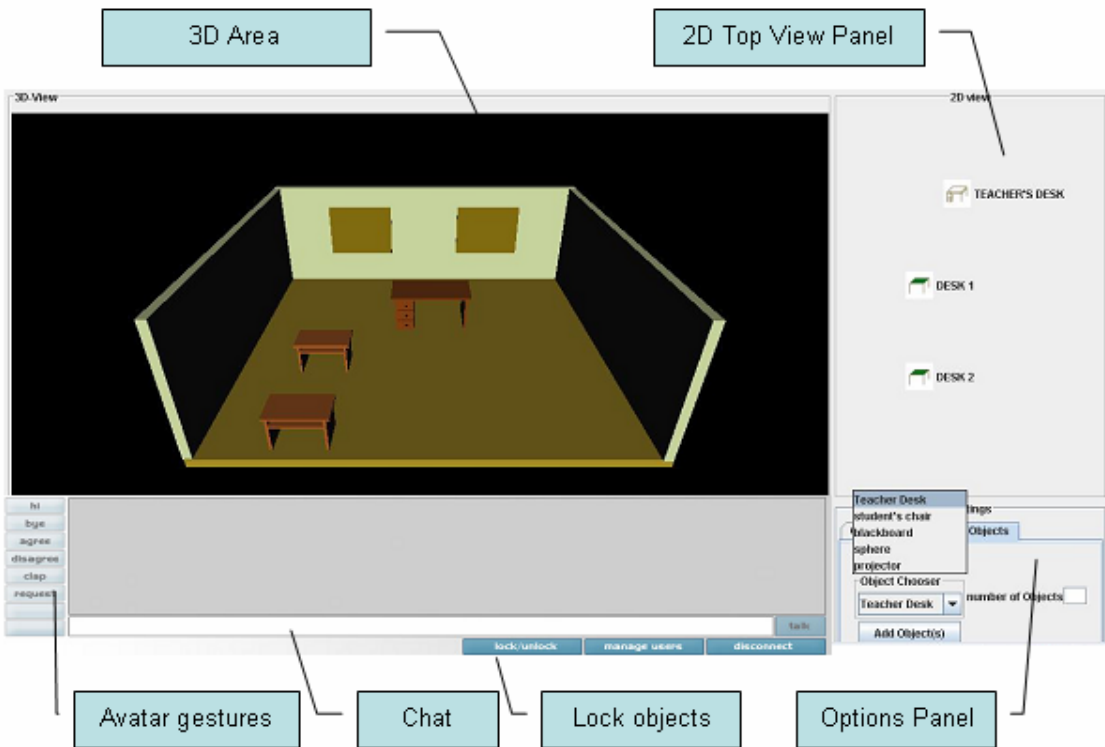 3D Area
2D Top View Panel
3D-View
2D view
TEACHER'S DESK
DESK 1
DESK 2
hi
bye
agree
disagree
clap
request
talk
lock/unlock
manage users
disconnect
Teacher Desk
student's chair
blackboard
sphere
projector
tings
Objects
Object Chooser
Teacher Desk
number of Objects
Add Object(s)
Avatar gestures
Chat
Lock objects
Options Panel